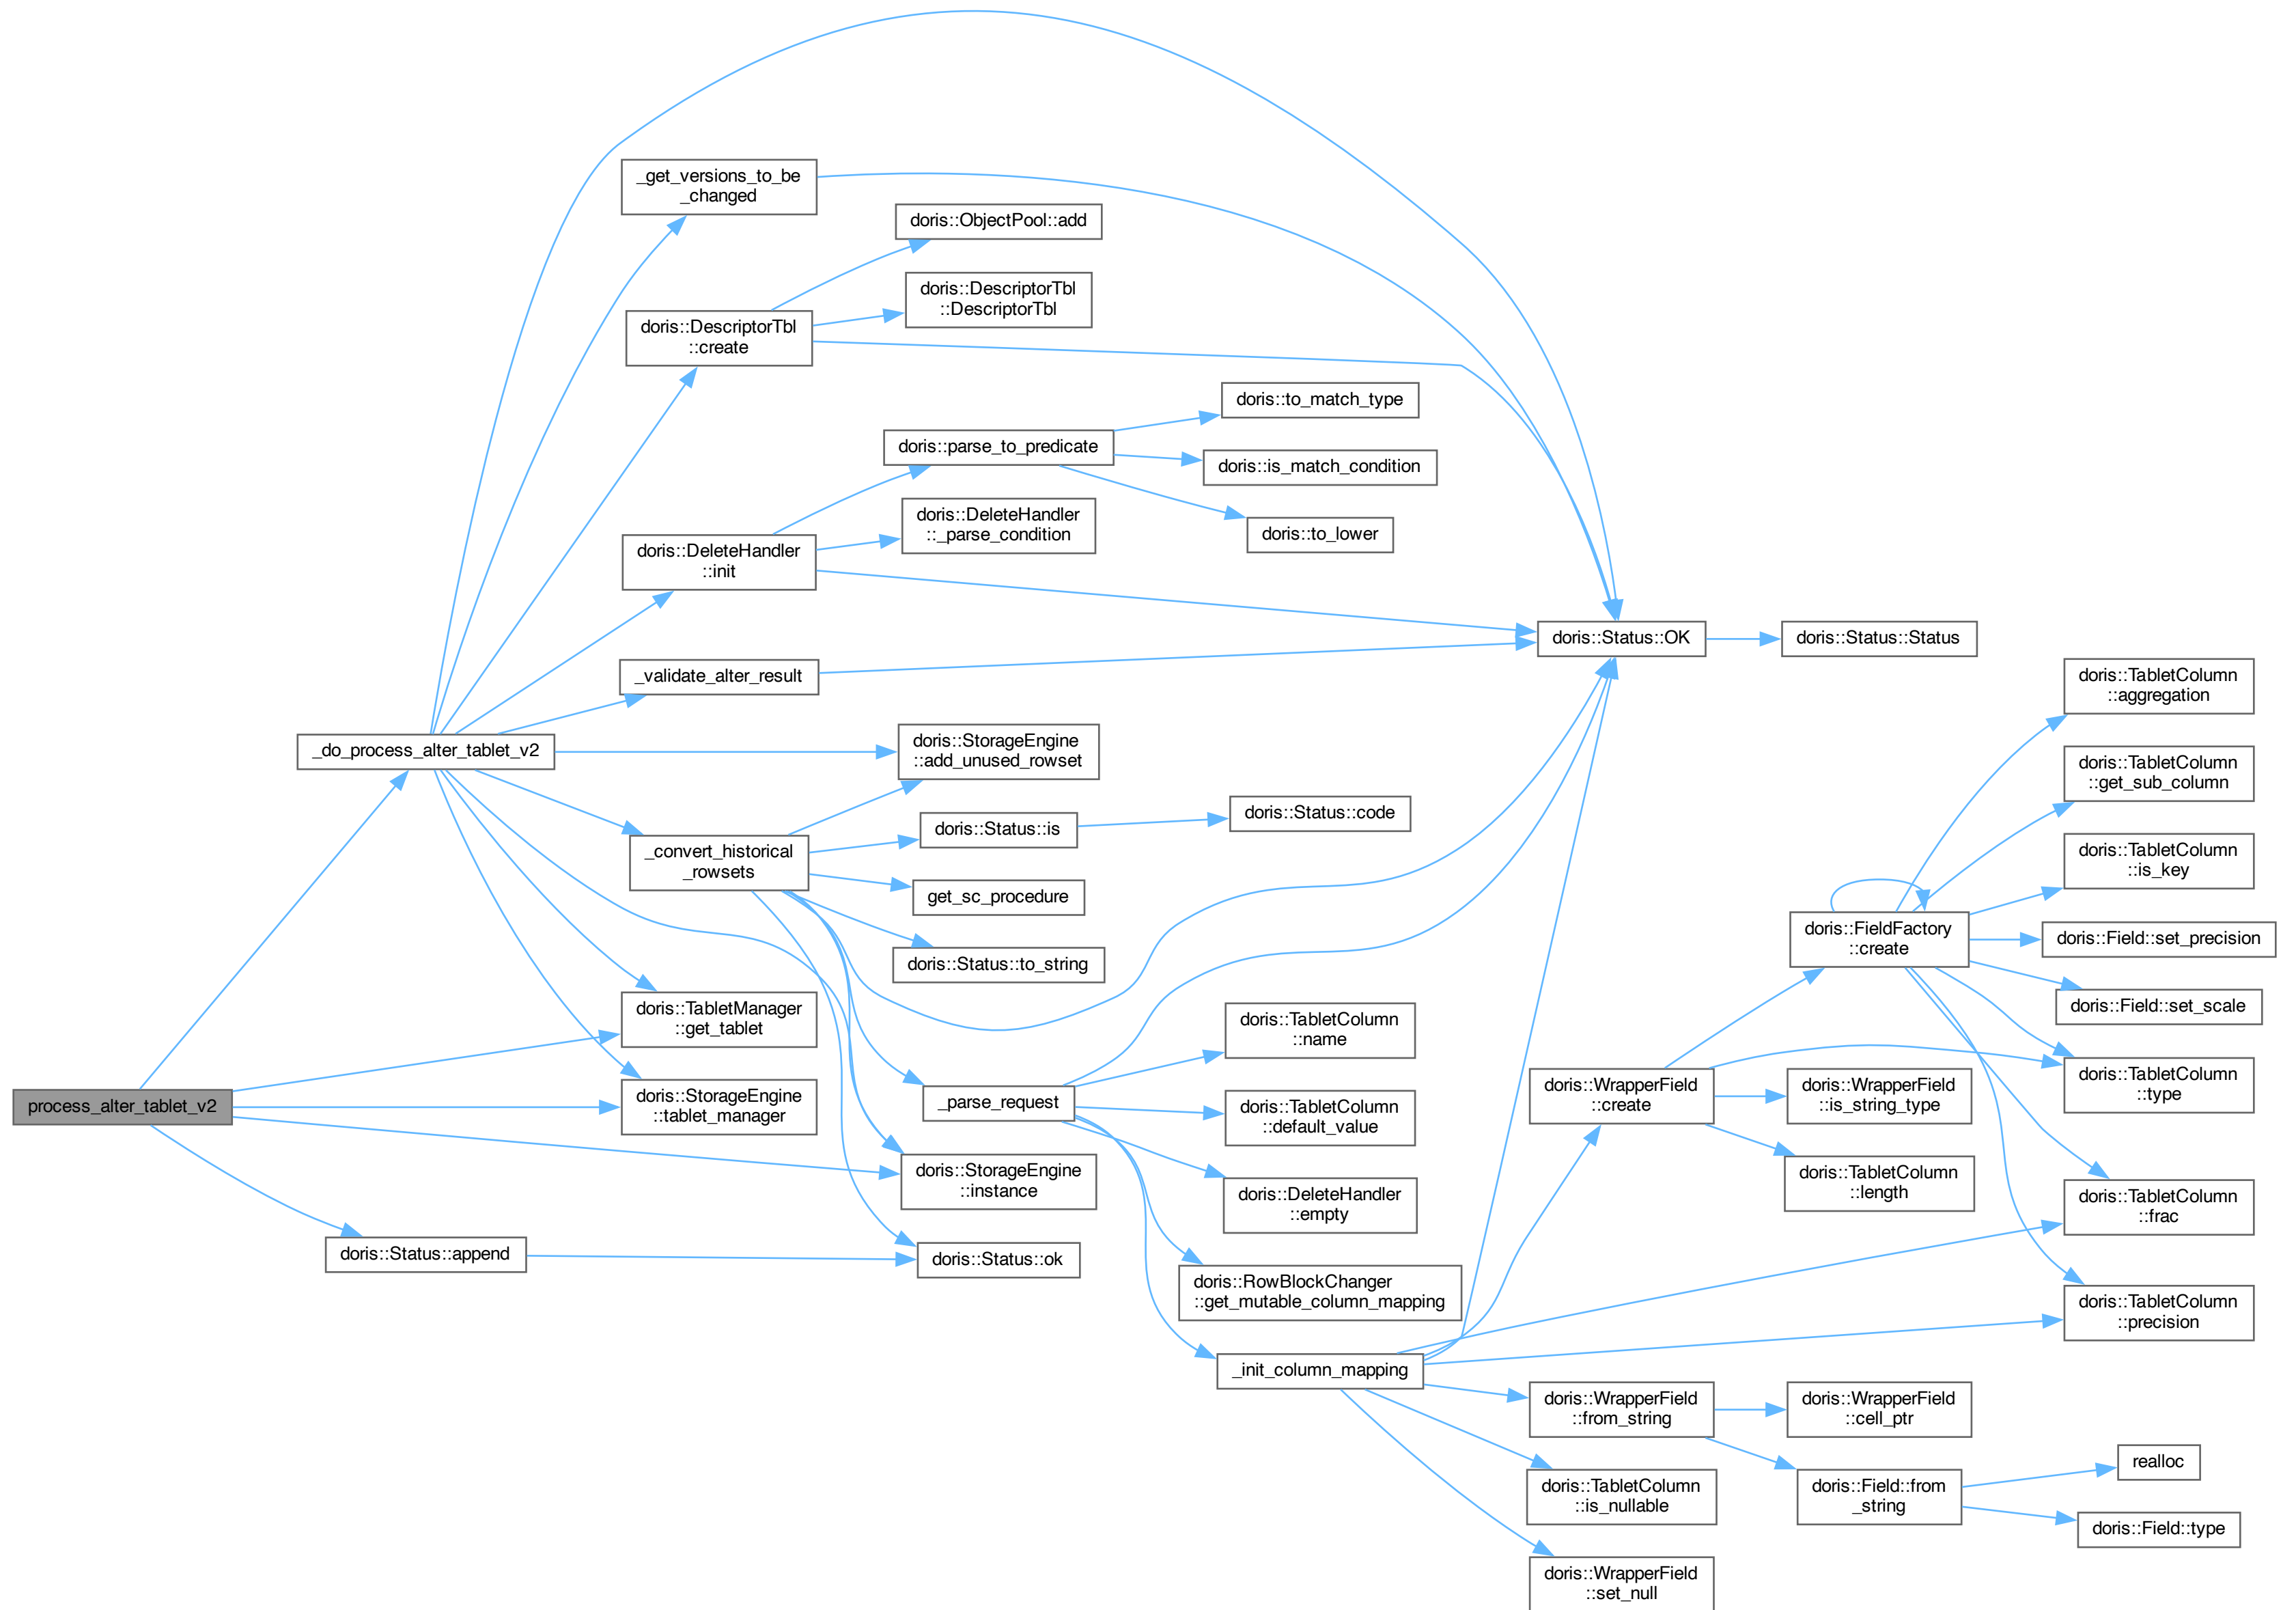 process_alter_tablet_v2
_do_process_alter_tablet_v2
doris::Status::append
_get_versions_to_be
_changed
doris::DescriptorTbl
::create
doris::DeleteHandler
::init
_validate_alter_result
_convert_historical
_rowsets
doris::TabletManager
::get_tablet
doris::StorageEngine
::tablet_manager
doris::ObjectPool::add
doris::DescriptorTbl
::DescriptorTbl
doris::parse_to_predicate
doris::DeleteHandler
::_parse_condition
doris::StorageEngine
::add_unused_rowset
doris::Status::is
get_sc_procedure
doris::Status::to_string
_parse_request
doris::StorageEngine
::instance
doris::Status::ok
doris::to_match_type
doris::is_match_condition
doris::to_lower
doris::Status::code
doris::TabletColumn
::name
doris::TabletColumn
::default_value
doris::DeleteHandler
::empty
doris::RowBlockChanger
::get_mutable_column_mapping
_init_column_mapping
doris::Status::OK
doris::WrapperField
::create
doris::WrapperField
::from_string
doris::TabletColumn
::is_nullable
doris::WrapperField
::set_null
doris::Status::Status
doris::FieldFactory
::create
doris::WrapperField
::is_string_type
doris::TabletColumn
::length
doris::WrapperField
::cell_ptr
doris::Field::from
_string
doris::TabletColumn
::aggregation
doris::TabletColumn
::get_sub_column
doris::TabletColumn
::is_key
doris::Field::set_precision
doris::Field::set_scale
doris::TabletColumn
::type
doris::TabletColumn
::frac
doris::TabletColumn
::precision
realloc
doris::Field::type